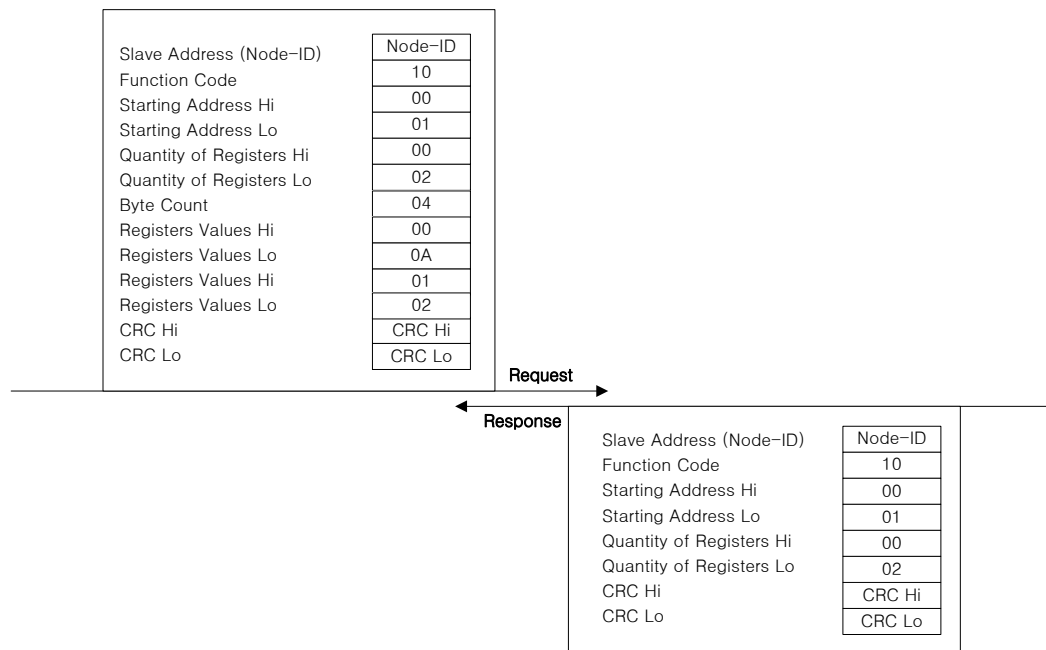 Slave Address (Node-ID) Node-ID
Function Code 10
Starting Address Hi 00
Starting Address Lo 01
Quantity of Registers Hi 00
Quantity of Registers Lo 02
Byte Count 04
Registers Values Hi 00
Registers Values Lo 0A
Registers Values Hi 01
Registers Values Lo 02
CRC Hi CRC Hi
CRC Lo CRC Lo
Request
Response
Slave Address (Node-ID) Node-ID
Function Code 10
Starting Address Hi 00
Starting Address Lo 01
Quantity of Registers Hi 00
Quantity of Registers Lo 02
CRC Hi CRC Hi
CRC Lo CRC Lo